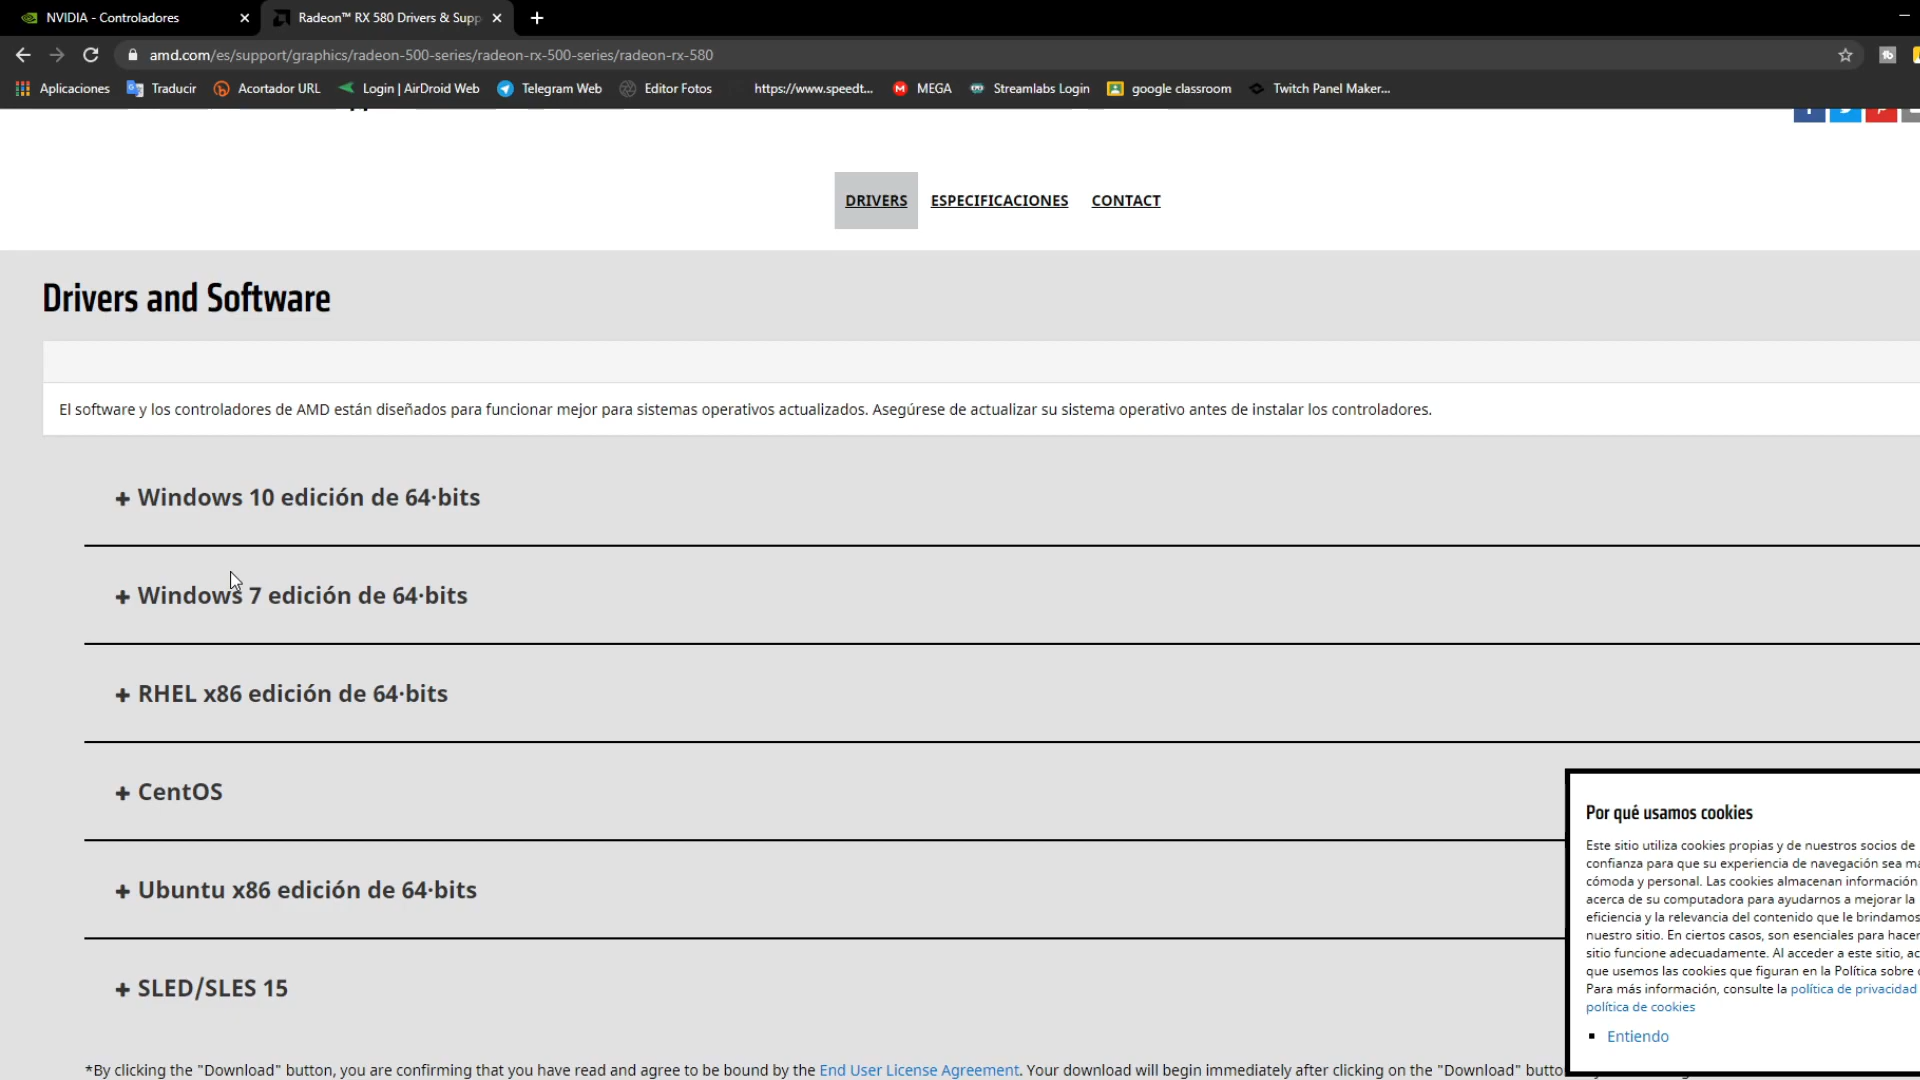 NVIDIA - Controladores
Radeon™ RX 580 Drivers & Supp
amd.com/es/support/graphics/radeon-500-series/radeon-rx-500-series/radeon-rx-580
Aplicaciones Traducir Acortador URL Login | AirDroid Web Telegram Web Editor Fotos https://www.speedt... MEGA Streamlabs Login google classroom Twitch Panel Maker...
DRIVERS ESPECIFICACIONES CONTACT
Drivers and Software
El software y los controladores de AMD están diseñados para funcionar mejor para sistemas operativos actualizados. Asegúrese de actualizar su sistema operativo antes de instalar los controladores.
+ Windows 10 edición de 64·bits
+ Windows 7 edición de 64·bits
+ RHEL x86 edición de 64·bits
+ CentOS
+ Ubuntu x86 edición de 64·bits
+ SLED/SLES 15
*By clicking the "Download" button, you are confirming that you have read and agree to be bound by the End User License Agreement. Your download will begin immediately after clicking on the "Download" butto
Por qué usamos cookies
Este sitio utiliza cookies propias y de nuestros socios de
confianza para que su experiencia de navegación sea má
cómoda y personal. Las cookies almacenan información
acerca de su computadora para ayudarnos a mejorar la
eficiencia y la relevancia del contenido que le brindamos
nuestro sitio. En ciertos casos, son esenciales para hacer
sitio funcione adecuadamente. Al acceder a este sitio, ac
que usemos las cookies que figuran en la Política sobre
Para más información, consulte la política de privacidad
política de cookies
Entiendo